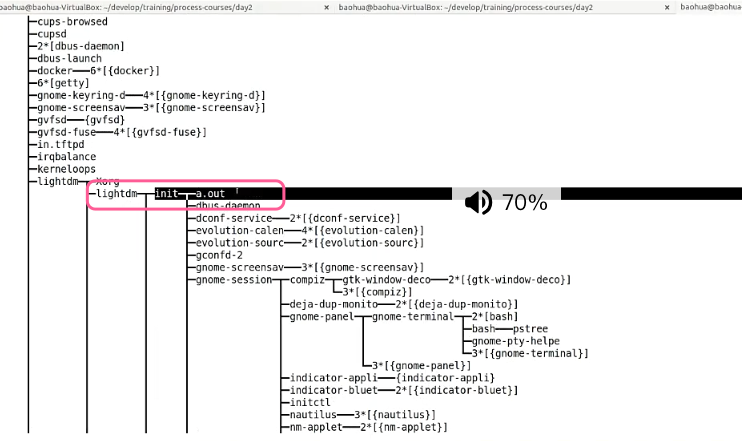 baohua@baohua-VirtualBox: ~/develop/training/process-courses/day2 × baohua@baohua-VirtualBox: ~/develop/training/process-courses/day2 × baohua@baohua
├─cups-browsed
├─cupsd
├─2*[dbus-daemon]
├─dbus-launch
├─docker───6*[{docker}]
├─6*[getty]
├─gnome-keyring-d───4*[{gnome-keyring-d}]
├─gnome-screensav───3*[{gnome-screensav}]
├─gvfsd───{gvfsd}
├─gvfsd-fuse───4*[{gvfsd-fuse}]
├─in.tftpd
├─irqbalance
├─kerneloops
├─lightdm─┬─Xorg
├─lightdm─┬─init─┬─a.out
70%
├─dbus-daemon
├─dconf-service───2*[{dconf-service}]
├─evolution-calen───4*[{evolution-calen}]
├─evolution-sourc───2*[{evolution-sourc}]
├─gconfd-2
├─gnome-screensav───3*[{gnome-screensav}]
├─gnome-session─┬─compiz─┬─gtk-window-deco───2*[{gtk-window-deco}]
└─3*[{compiz}]
├─deja-dup-monito───2*[{deja-dup-monito}]
├─gnome-panel─┬─gnome-terminal─┬─2*[bash]
├─bash───pstree
├─gnome-pty-helpe
└─3*[{gnome-terminal}]
└─3*[{gnome-panel}]
├─indicator-appli───{indicator-appli}
├─indicator-bluet───2*[{indicator-bluet}]
├─initctl
├─nautilus───3*[{nautilus}]
├─nm-applet───2*[{nm-applet}]